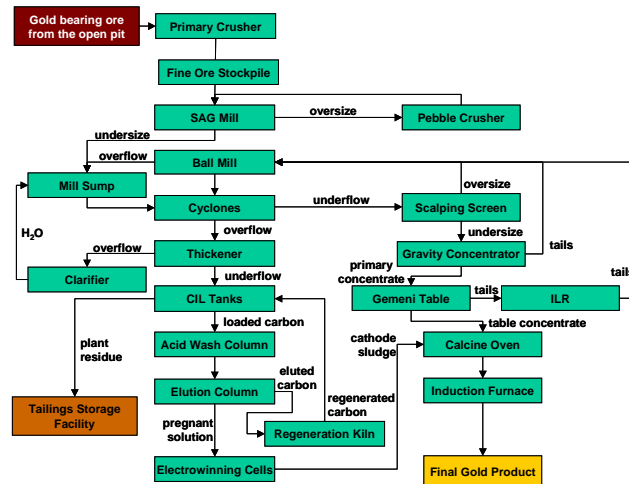 Gold bearing ore
from the open pit
Primary Crusher
Fine Ore Stockpile
SAG Mill
oversize
Pebble Crusher
undersize
overflow
Ball Mill
Mill Sump
oversize
Cyclones
underflow
Scalping Screen
H₂O
overflow
undersize
overflow
Thickener
Gravity Concentrator
tails
Clarifier
underflow
primary
concentrate
tails
tails
CIL Tanks
Gemeni Table
ILR
plant
residue
loaded carbon
table concentrate
Acid Wash Column
cathode
sludge
Calcine Oven
eluted
carbon
Elution Column
regenerated
carbon
Induction Furnace
Tailings Storage
Facility
pregnant
solution
Regeneration Kiln
Electrowinning Cells
Final Gold Product